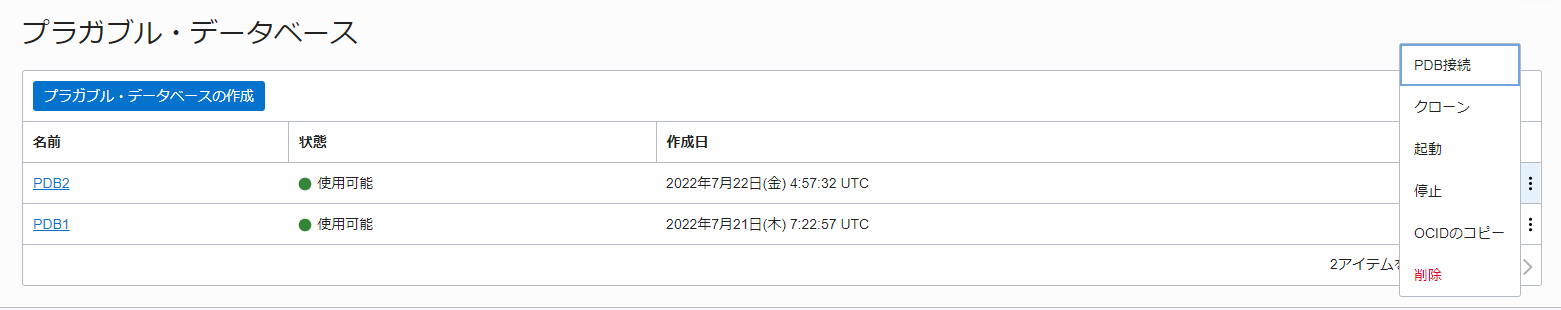 プラガブル・データベース
プラガブル・データベースの作成
名前 状態 作成日
PDB2 使用可能 2022年7月22日(金) 4:57:32 UTC
PDB1 使用可能 2022年7月21日(木) 7:22:57 UTC
2アイテム
PDB接続
クローン
起動
停止
OCIDのコピー
削除